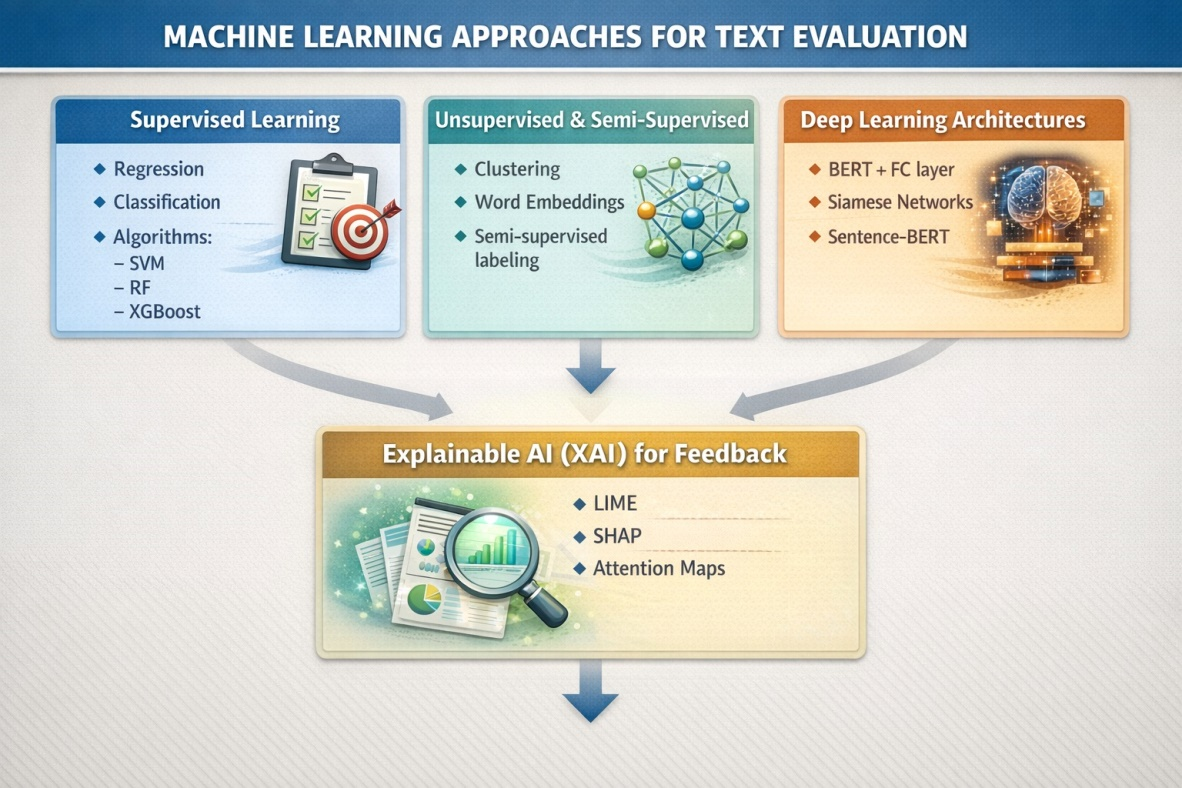 MACHINE LEARNING APPROACHES FOR TEXT EVALUATION
Supervised Learning
◆ Regression
◆ Classification
◆ Algorithms:
– SVM
– RF
– XGBoost
Unsupervised & Semi-Supervised
◆ Clustering
◆ Word Embeddings
◆ Semi-supervised
labeling
Deep Learning Architectures
◆ BERT + FC layer
◆ Siamese Networks
◆ Sentence-BERT
Explainable AI (XAI) for Feedback
◆ LIME
◆ SHAP
◆ Attention Maps